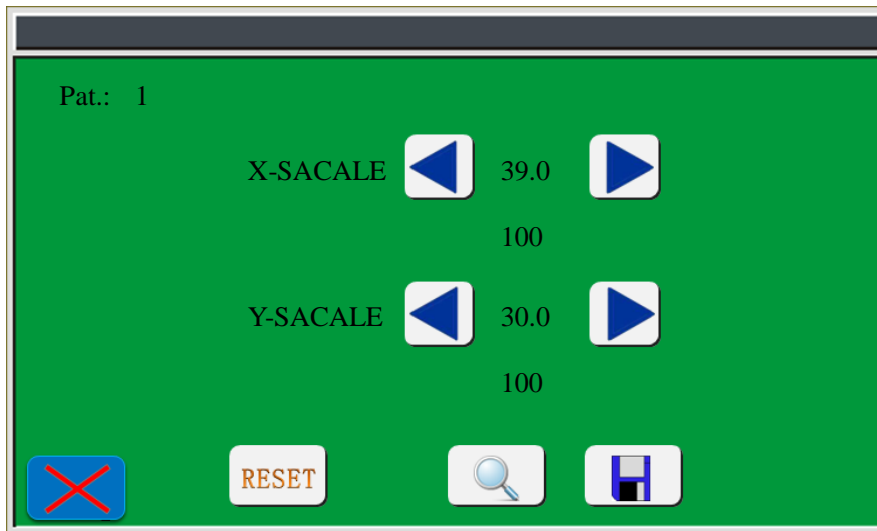 Pat.: 1
X-SACALE 39.0
100
Y-SACALE 30.0
100
RESET